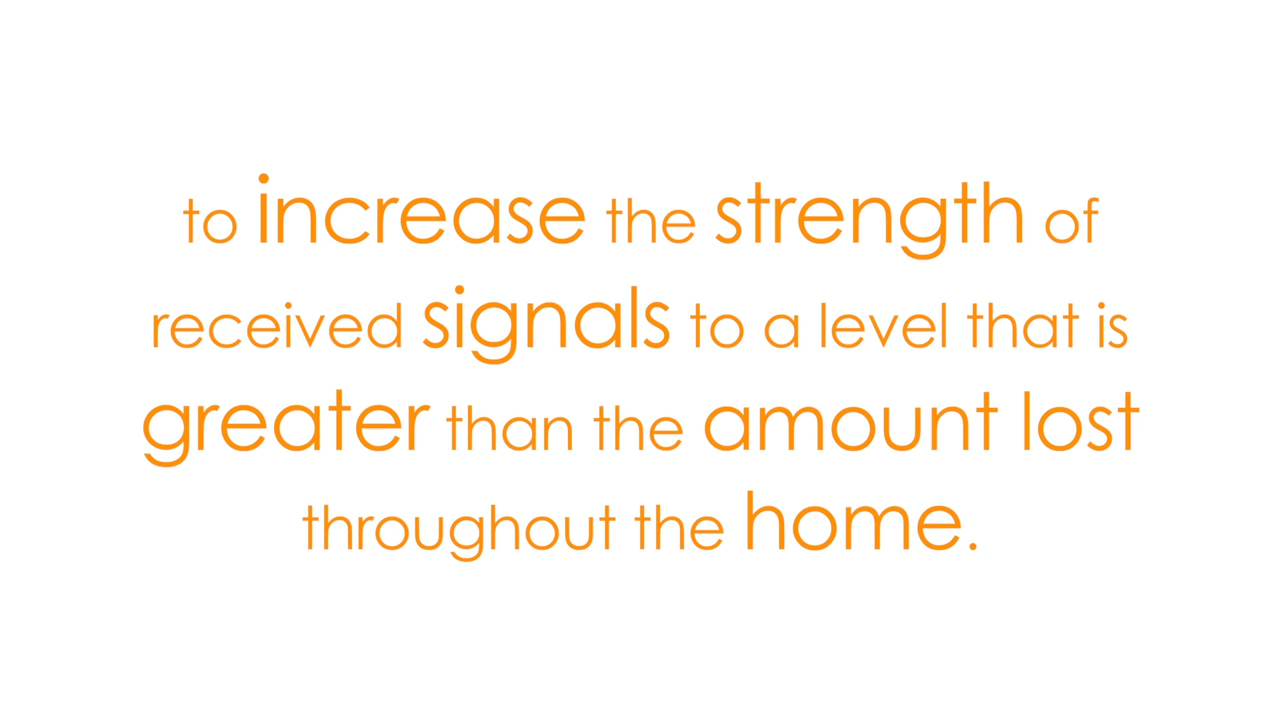 to increase the strength of
received signals to a level that is
greater than the amount lost
throughout the home.